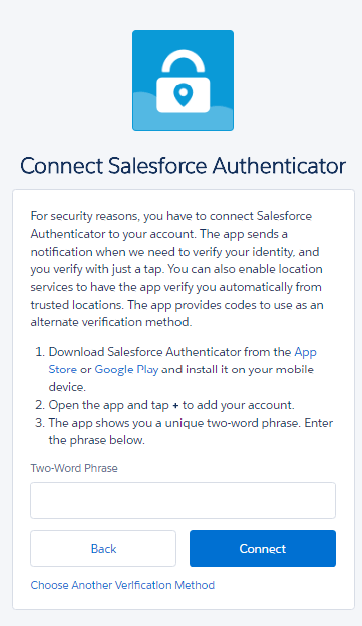 Connect Salesforce Authenticator
For security reasons, you have to connect Salesforce
Authenticator to your account. The app sends a
notification when we need to verify your identity, and
you verify with just a tap. You can also enable location
services to have the app verify you automatically from
trusted locations. The app provides codes to use as an
alternate verification method.
1. Download Salesforce Authenticator from the App
Store or Google Play and install it on your mobile
device.
2. Open the app and tap + to add your account.
3. The app shows you a unique two-word phrase. Enter
the phrase below.
Two-Word Phrase
Back Connect
Choose Another Verification Method